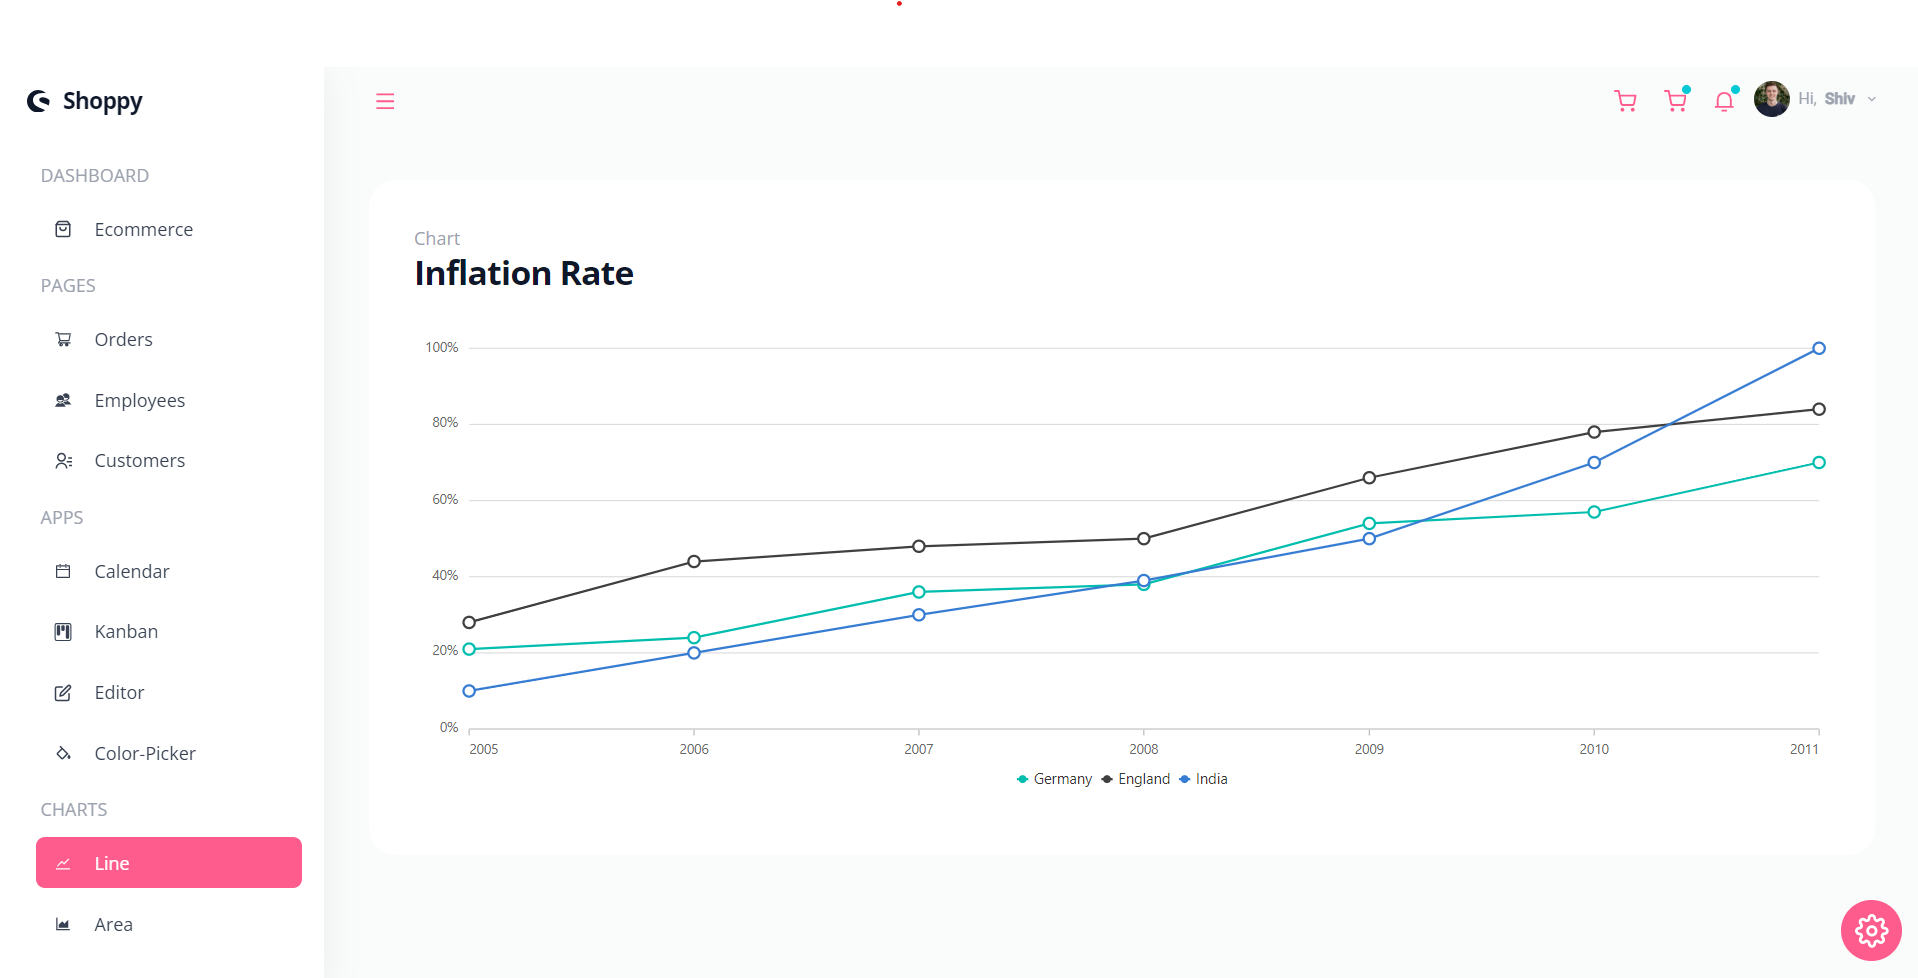 Shoppy
Hi, Shiv
DASHBOARD
Ecommerce
PAGES
Orders
Employees
Customers
APPS
Calendar
Kanban
Editor
Color-Picker
CHARTS
Line
Area
Chart
Inflation Rate
100%
80%
60%
40%
20%
0%
2005 2006 2007 2008 2009 2010 2011
Germany England India